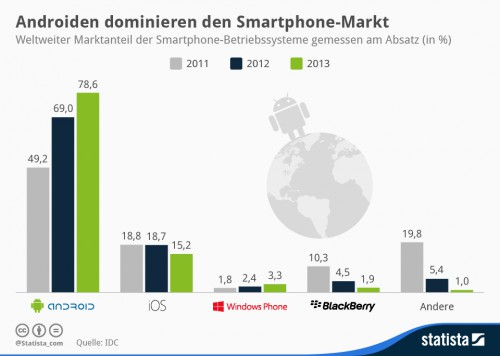 Androiden dominieren den Smartphone-Markt
Weltweiter Marktanteil der Smartphone-Betriebssysteme gemessen am Absatz (in %)
2011 2012 2013
49,2 69,0 78,6
18,8 18,7 15,2
1,8 2,4 3,3
10,3 4,5 1,9
19,8 5,4 1,0
ANDROID iOS Windows Phone BlackBerry Andere
@Statista_com Quelle: IDC
statista